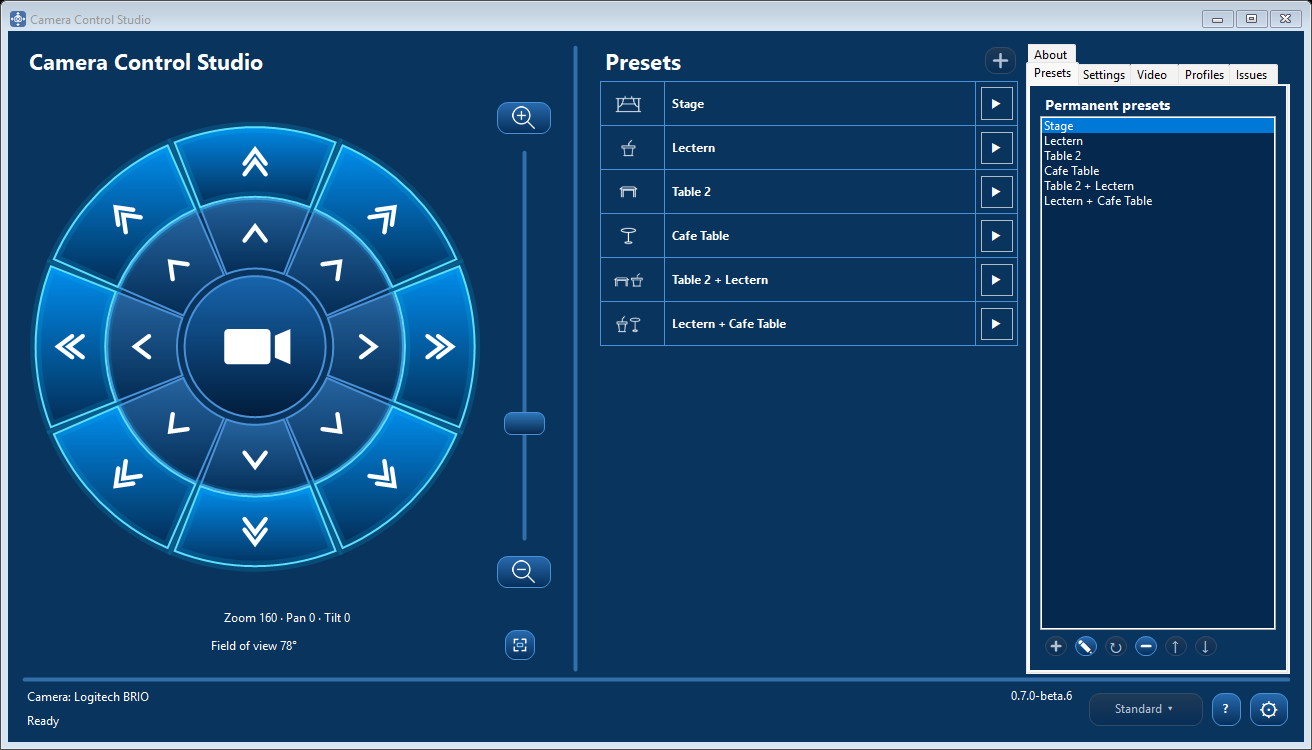 Camera Control Studio
Camera Control Studio
Zoom 160 · Pan 0 · Tilt 0
Field of view 78°
Presets
Stage
Lectern
Table 2
Cafe Table
Table 2 + Lectern
Lectern + Cafe Table
About
Presets Settings Video Profiles Issues
Permanent presets
Stage
Lectern
Table 2
Cafe Table
Table 2 + Lectern
Lectern + Cafe Table
Camera: Logitech BRIO
Ready
0.7.0-beta.6
Standard
?